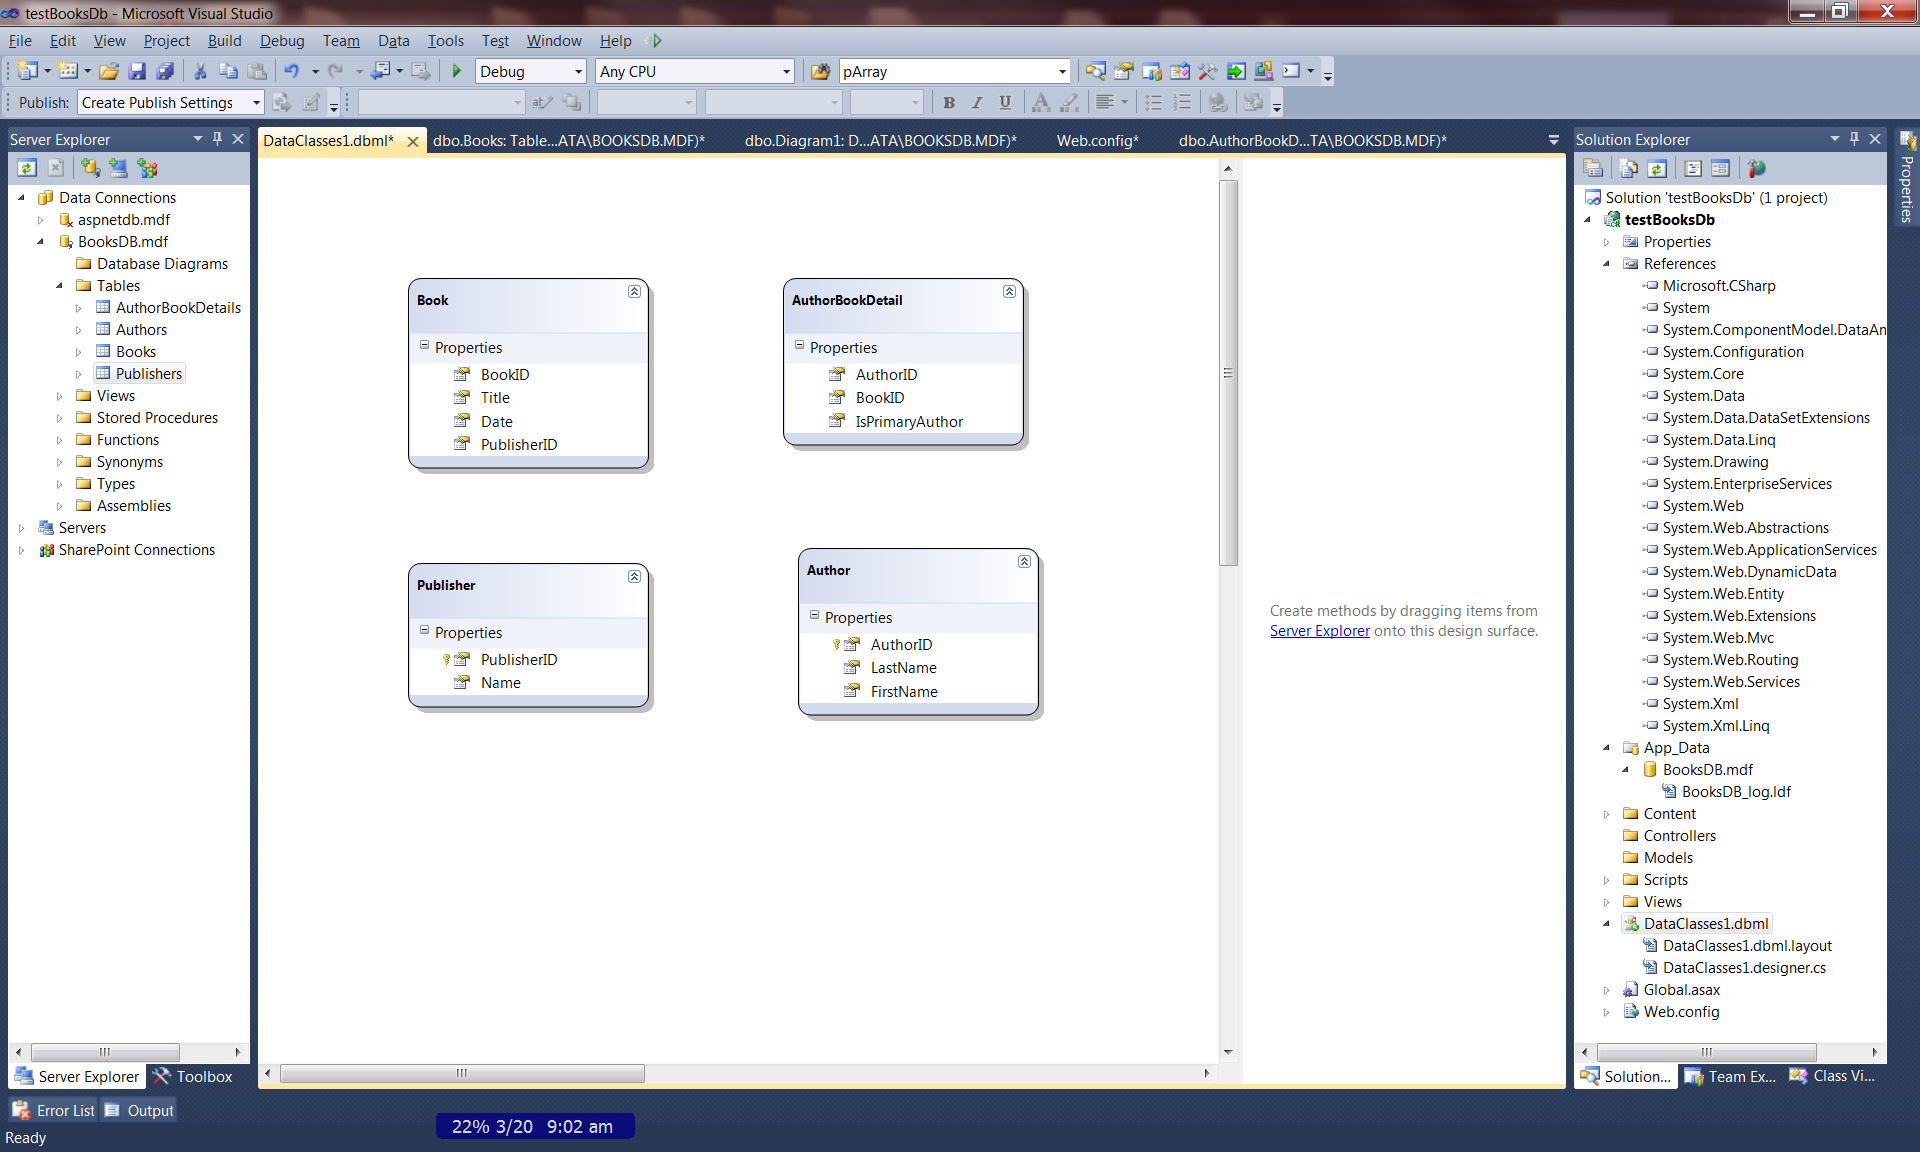 testBooksDb - Microsoft Visual Studio
File Edit View Project Build Debug Team Data Tools Test Window Help
Debug Any CPU pArray
Publish: Create Publish Settings
B I U A
Server Explorer
Data Connections
aspnetdb.mdf
BooksDB.mdf
Database Diagrams
Tables
AuthorBookDetails
Authors
Books
Publishers
Views
Stored Procedures
Functions
Synonyms
Types
Assemblies
Servers
SharePoint Connections
Server Explorer Toolbox
DataClasses1.dbml* dbo.Books: Table...ATA\BOOKSDB.MDF)* dbo.Diagram1: D...ATA\BOOKSDB.MDF)* Web.config* dbo.AuthorBookD...TA\BOOKSDB.MDF)*
Book
Properties
BookID
Title
Date
PublisherID
AuthorBookDetail
Properties
AuthorID
BookID
IsPrimaryAuthor
Publisher
Properties
PublisherID
Name
Author
Properties
AuthorID
LastName
FirstName
Create methods by dragging items from
Server Explorer onto this design surface.
Solution Explorer
Solution 'testBooksDb' (1 project)
testBooksDb
Properties
References
Microsoft.CSharp
System
System.ComponentModel.DataAn
System.Configuration
System.Core
System.Data
System.Data.DataSetExtensions
System.Data.Linq
System.Drawing
System.EnterpriseServices
System.Web
System.Web.Abstractions
System.Web.ApplicationServices
System.Web.DynamicData
System.Web.Entity
System.Web.Extensions
System.Web.Mvc
System.Web.Routing
System.Web.Services
System.Xml
System.Xml.Linq
App_Data
BooksDB.mdf
BooksDB_log.ldf
Content
Controllers
Models
Scripts
Views
DataClasses1.dbml
DataClasses1.dbml.layout
DataClasses1.designer.cs
Global.asax
Web.config
Solution... Team Ex... Class Vi...
Properties
Error List Output
22% 3/20 9:02 am
Ready